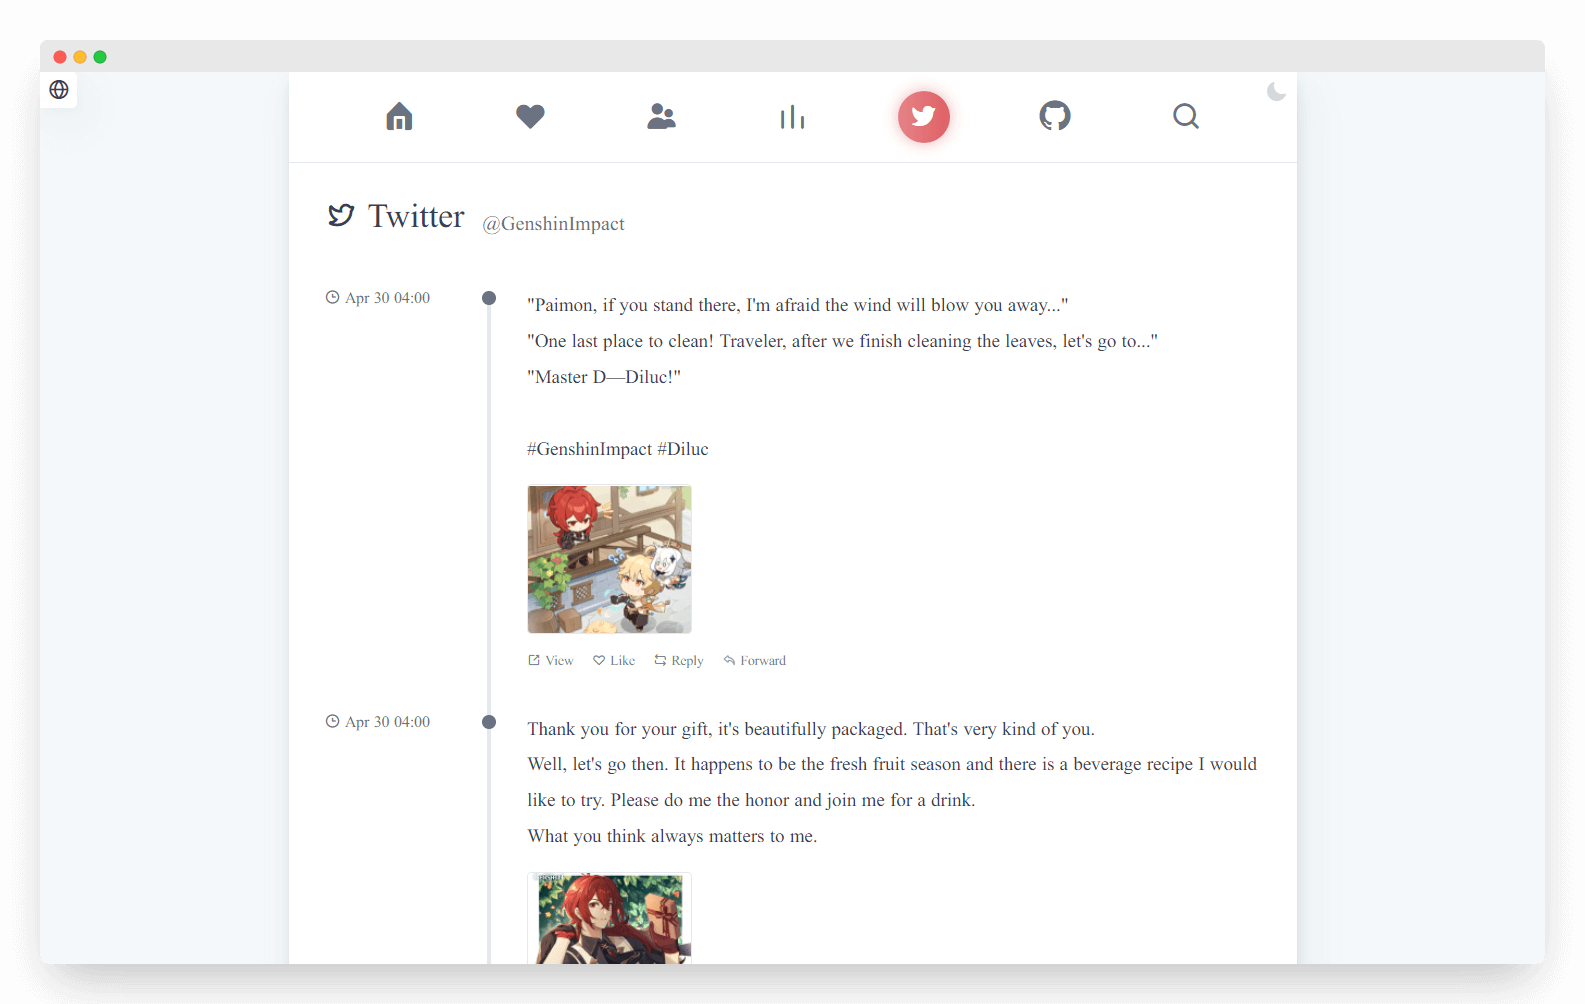 Twitter @GenshinImpact
Apr 30 04:00
"Paimon, if you stand there, I'm afraid the wind will blow you away..."
"One last place to clean! Traveler, after we finish cleaning the leaves, let's go to..."
"Master D—Diluc!"
#GenshinImpact #Diluc
View Like Reply Forward
Apr 30 04:00
Thank you for your gift, it's beautifully packaged. That's very kind of you.
Well, let's go then. It happens to be the fresh fruit season and there is a beverage recipe I would
like to try. Please do me the honor and join me for a drink.
What you think always matters to me.